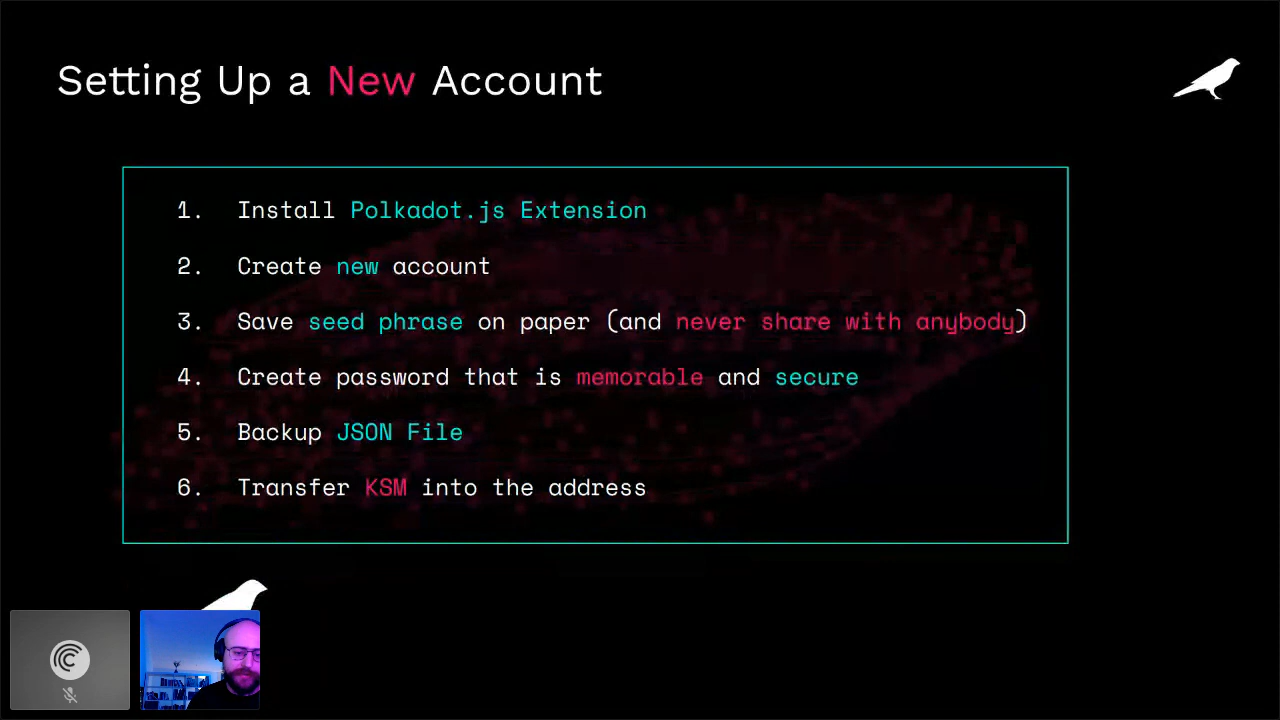 Setting Up a New Account
1. Install Polkadot.js Extension
2. Create new account
3. Save seed phrase on paper (and never share with anybody)
4. Create password that is memorable and secure
5. Backup JSON File
6. Transfer KSM into the address